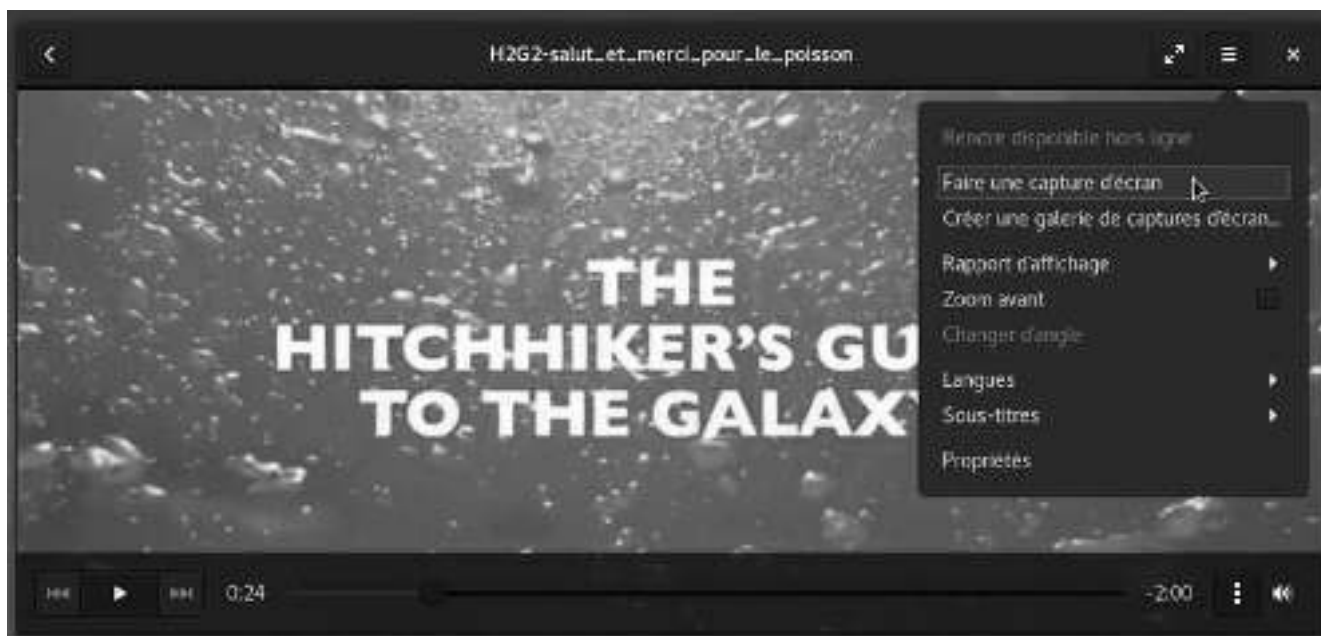 H2G2-salut_et_merci_pour_le_poisson
Rendre disponible hors ligne
Faire une capture d'écran
Créer une galerie de captures d'écran...
Rapport d'affichage
Zoom avant
Changer d'angle
Langues
Sous-titres
Propriétés
THE
HITCHHIKER'S GU
TO THE GALAXY
0:24
-2:00